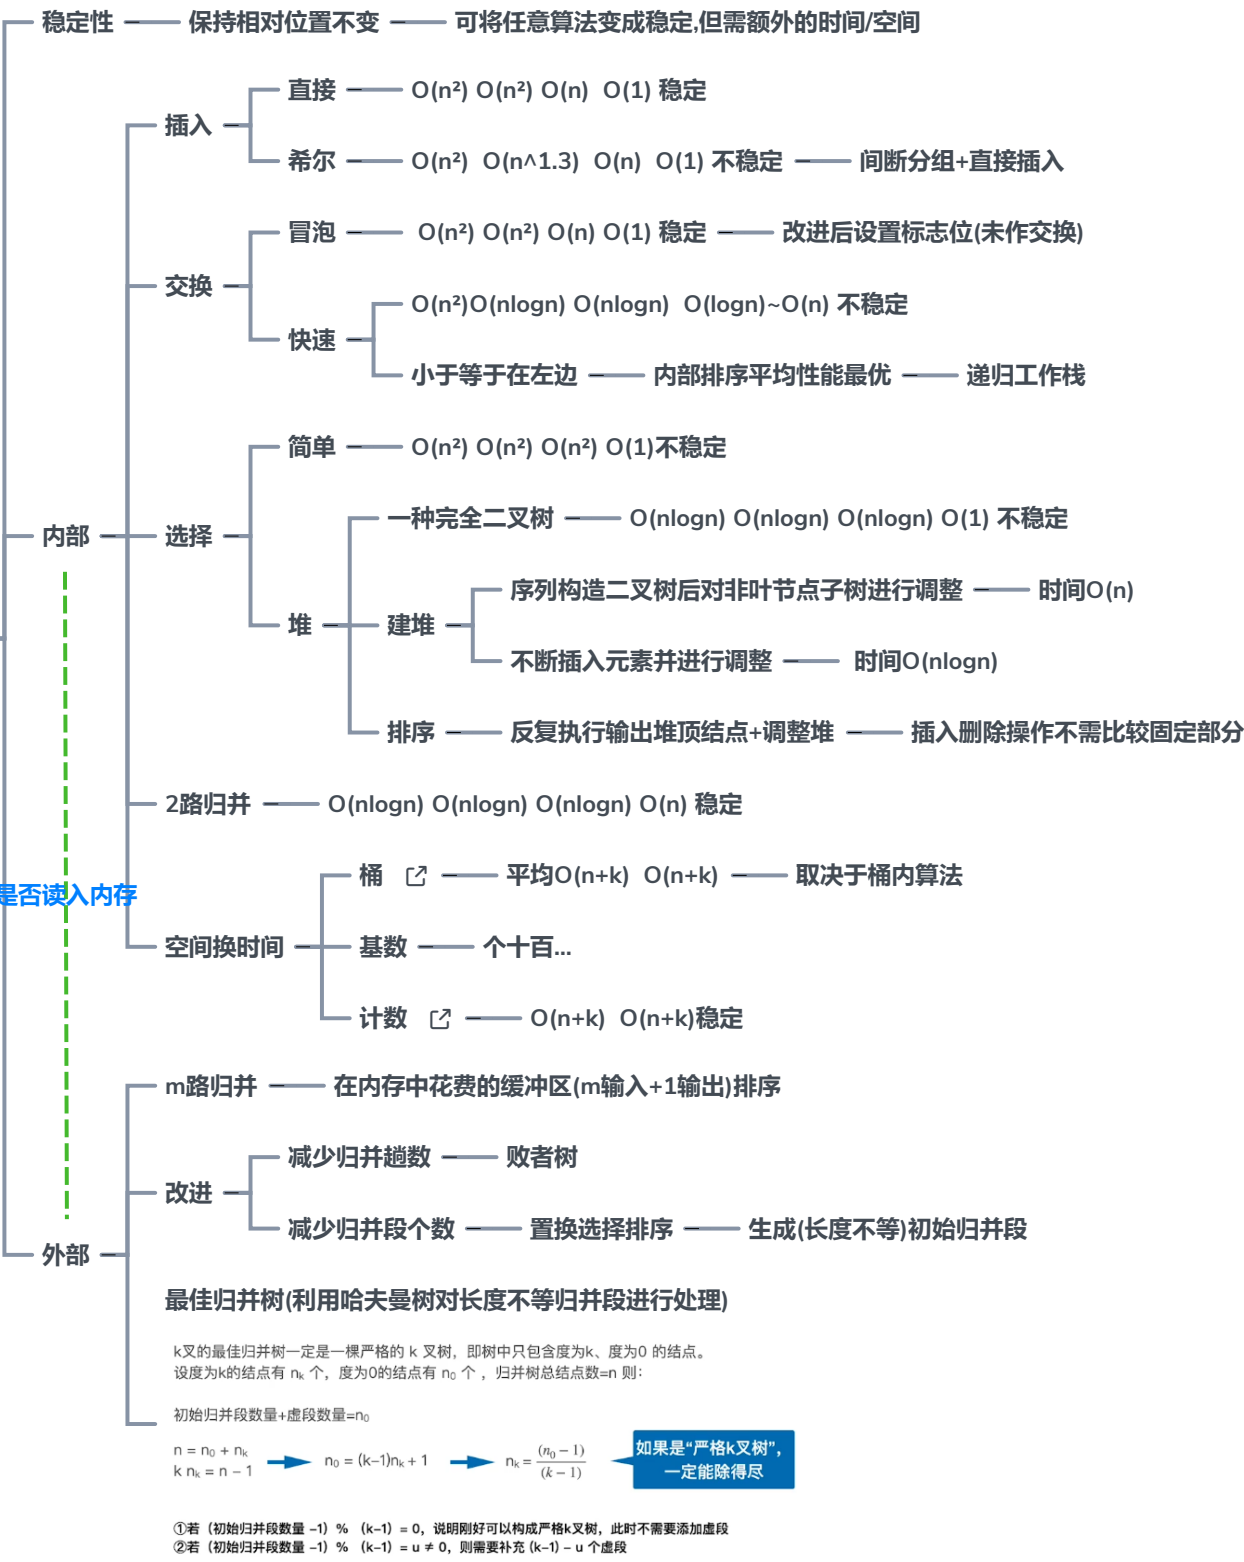 稳定性 保持相对位置不变 可将任意算法变成稳定,但需额外的时间/空间
直接 O(n²) O(n²) O(n) O(1) 稳定
插入
希尔 O(n²) O(n^1.3) O(n) O(1) 不稳定 间断分组+直接插入
冒泡 O(n²) O(n²) O(n) O(1) 稳定 改进后设置标志位(未作交换)
交换
O(n²)O(nlogn) O(nlogn) O(logn)~O(n) 不稳定
快速
小于等于在左边 内部排序平均性能最优 递归工作栈
简单 O(n²) O(n²) O(n²) O(1)不稳定
一种完全二叉树 O(nlogn) O(nlogn) O(nlogn) O(1) 不稳定
内部 选择
序列构造二叉树后对非叶节点子树进行调整 时间O(n)
堆 建堆
不断插入元素并进行调整 时间O(nlogn)
排序 反复执行输出堆顶结点+调整堆 插入删除操作不需比较固定部分
2路归并 O(nlogn) O(nlogn) O(nlogn) O(n) 稳定
桶 平均O(n+k) O(n+k) 取决于桶内算法
是否读入内存
空间换时间 基数 个十百...
计数 O(n+k) O(n+k)稳定
m路归并 在内存中花费的缓冲区(m输入+1输出)排序
减少归并趟数 败者树
改进
减少归并段个数 置换选择排序 生成(长度不等)初始归并段
外部
最佳归并树(利用哈夫曼树对长度不等归并段进行处理)
k叉的最佳归并树一定是一棵严格的 k 叉树，即树中只包含度为k、度为0 的结点。
设度为k的结点有 nₖ 个，度为0的结点有 n₀ 个 ，归并树总结点数=n 则：
初始归并段数量+虚段数量=n₀
n = n₀ + nₖ
k nₖ = n − 1
n₀ = (k−1)nₖ + 1
nₖ = (n₀ − 1)/(k − 1)
如果是“严格k叉树”，
一定能除得尽
①若（初始归并段数量 −1）% （k−1）= 0，说明刚好可以构成严格k叉树，此时不需要添加虚段
②若（初始归并段数量 −1）% （k−1）= u ≠ 0，则需要补充 (k−1) − u 个虚段